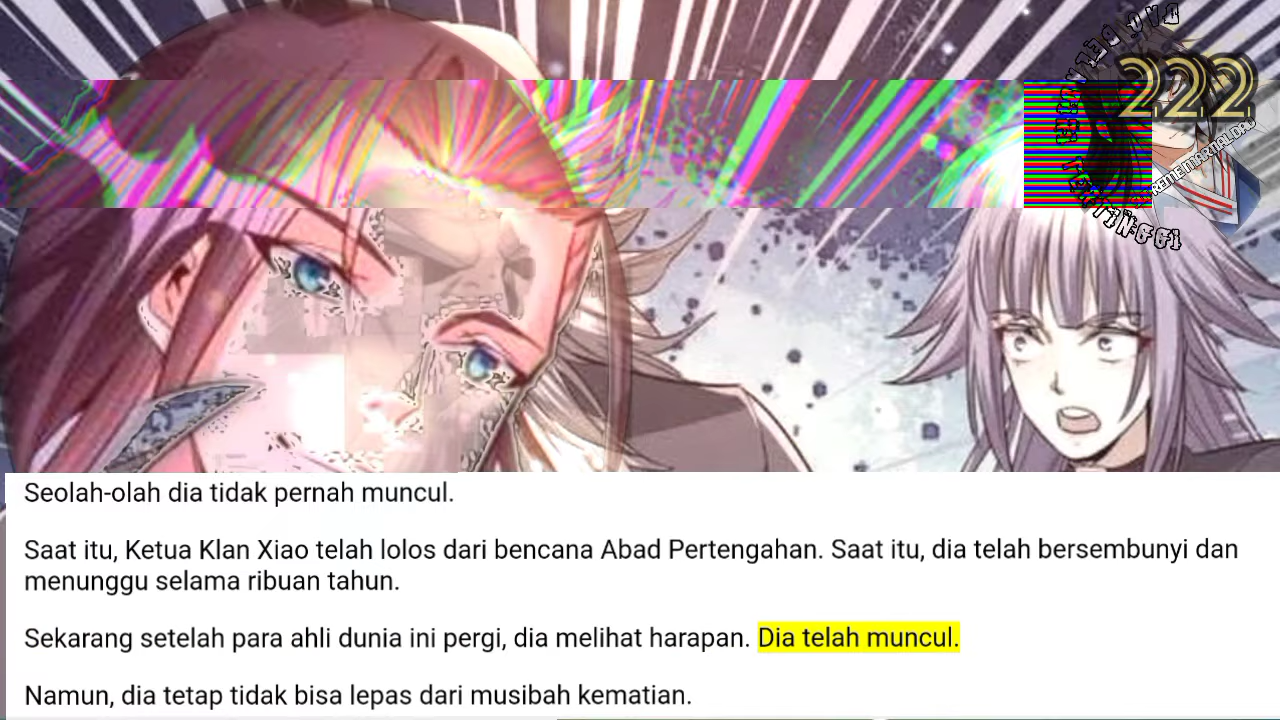 222
Seolah-olah dia tidak pernah muncul.
Saat itu, Ketua Klan Xiao telah lolos dari bencana Abad Pertengahan. Saat itu, dia telah bersembunyi dan
menunggu selama ribuan tahun.
Sekarang setelah para ahli dunia ini pergi, dia melihat harapan. Dia telah muncul.
Namun, dia tetap tidak bisa lepas dari musibah kematian.